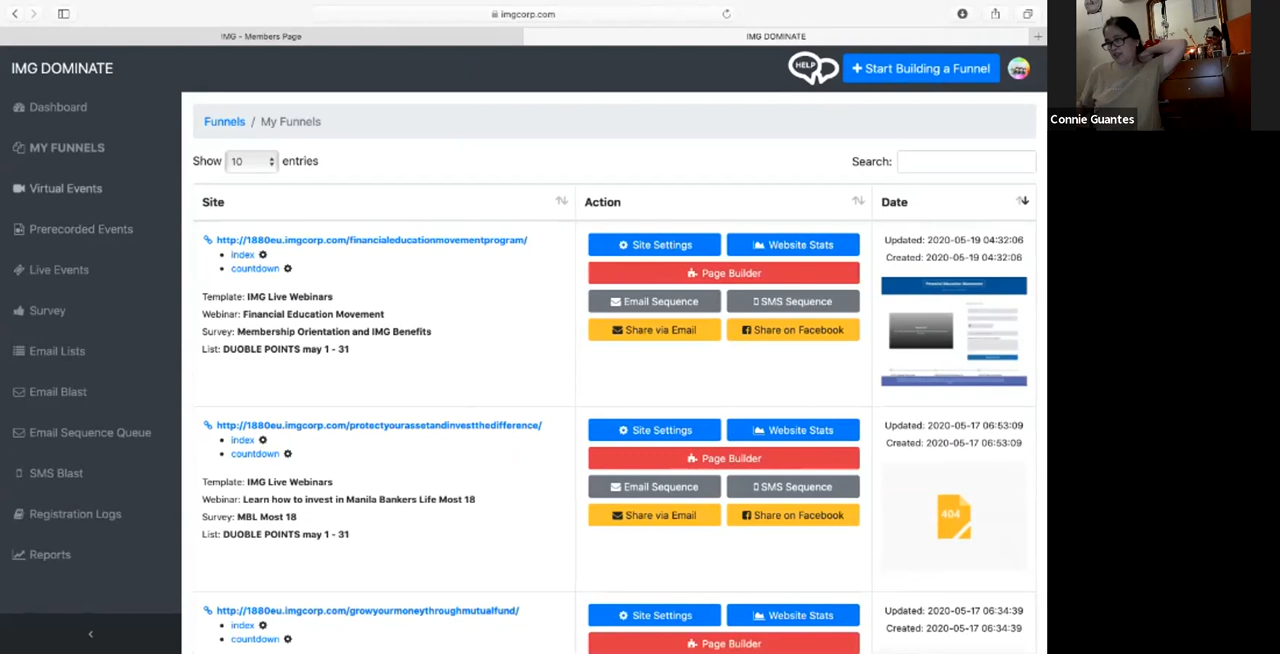 imgcorp.com
IMG - Members Page
IMG DOMINATE
IMG DOMINATE
HELP
+ Start Building a Funnel
Connie Guantes
Dashboard
MY FUNNELS
Virtual Events
Prerecorded Events
Live Events
Survey
Email Lists
Email Blast
Email Sequence Queue
SMS Blast
Registration Logs
Reports
Funnels / My Funnels
Show 10 entries
Search:
Site
Action
Date
http://1880eu.imgcorp.com/financialeducationmovementprogram/
index
countdown
Template: IMG Live Webinars
Webinar: Financial Education Movement
Survey: Membership Orientation and IMG Benefits
List: DUOBLE POINTS may 1 - 31
Site Settings
Website Stats
Page Builder
Email Sequence
SMS Sequence
Share via Email
Share on Facebook
Updated: 2020-05-19 04:32:06
Created: 2020-05-19 04:32:06
Financial Education Movement
http://1880eu.imgcorp.com/protectyourassetandinvestthedifference/
index
countdown
Template: IMG Live Webinars
Webinar: Learn how to invest in Manila Bankers Life Most 18
Survey: MBL Most 18
List: DUOBLE POINTS may 1 - 31
Site Settings
Website Stats
Page Builder
Email Sequence
SMS Sequence
Share via Email
Share on Facebook
Updated: 2020-05-17 06:53:09
Created: 2020-05-17 06:53:09
404
http://1880eu.imgcorp.com/growyourmoneythroughmutualfund/
index
countdown
Site Settings
Website Stats
Page Builder
Updated: 2020-05-17 06:34:39
Created: 2020-05-17 06:34:39